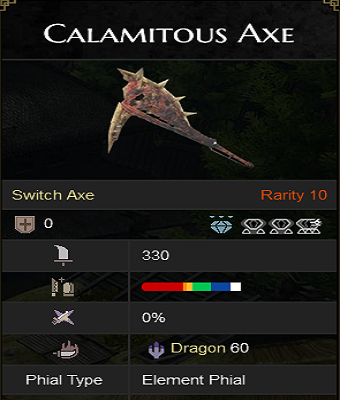 CALAMITOUS AXE
Switch Axe Rarity 10
0
330
0%
Dragon 60
Phial Type Element Phial